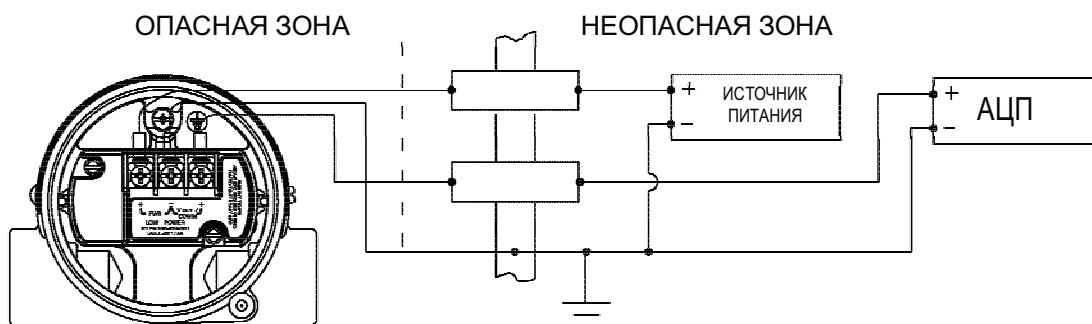 ОПАСНАЯ ЗОНА
НЕОПАСНАЯ ЗОНА
+
ИСТОЧНИК
ПИТАНИЯ
−
+
АЦП
−
LOW POWER